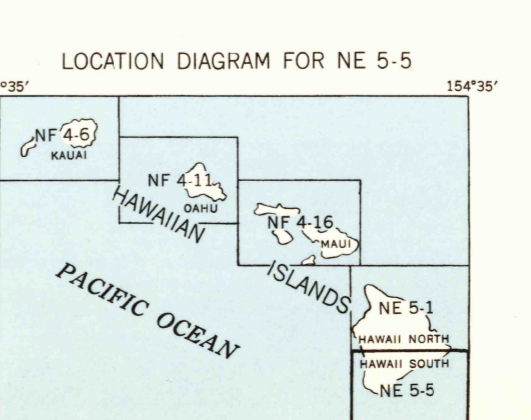 LOCATION DIAGRAM FOR NE 5-5
°35′
154°35′
NF 4-6
KAUAI
NF 4-11
OAHU
HAWAIIAN
NF 4-16
MAUI
ISLANDS
PACIFIC OCEAN
NE 5-1
HAWAII NORTH
HAWAII SOUTH
NE 5-5